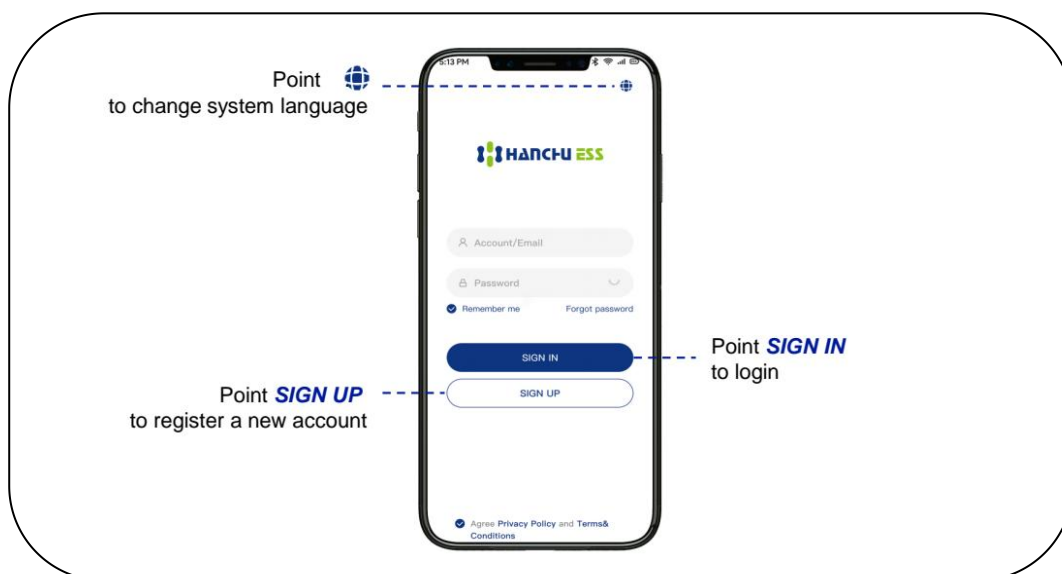 5:13 PM
Point
to change system language
HANCHU ESS
Account/Email
Password
Remember me
Forgot password
SIGN IN
Point SIGN IN
to login
SIGN UP
Point SIGN UP
to register a new account
Agree Privacy Policy and Terms&
Conditions